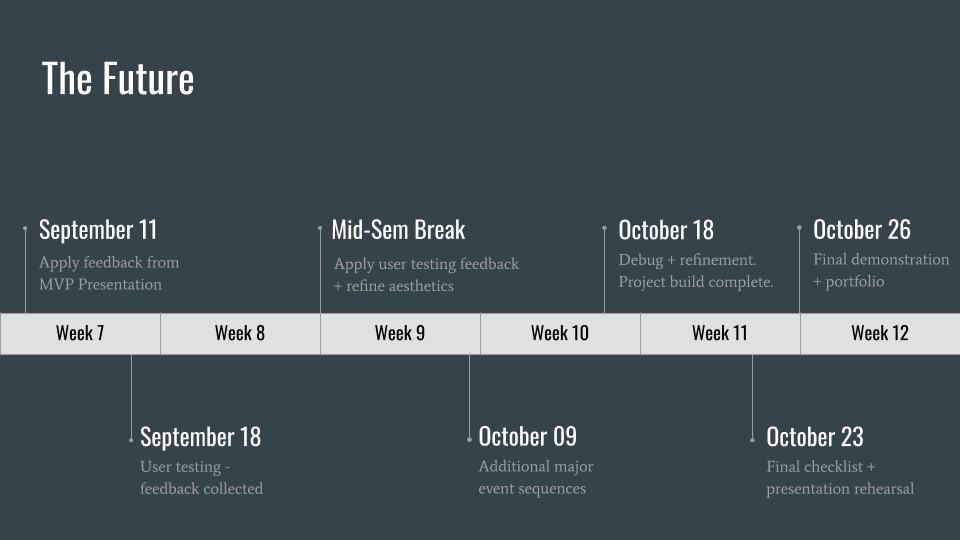 The Future
September 11
Apply feedback from
MVP Presentation
Mid-Sem Break
Apply user testing feedback
+ refine aesthetics
October 18
Debug + refinement.
Project build complete.
October 26
Final demonstration
+ portfolio
Week 7
Week 8
Week 9
Week 10
Week 11
Week 12
September 18
User testing -
feedback collected
October 09
Additional major
event sequences
October 23
Final checklist +
presentation rehearsal